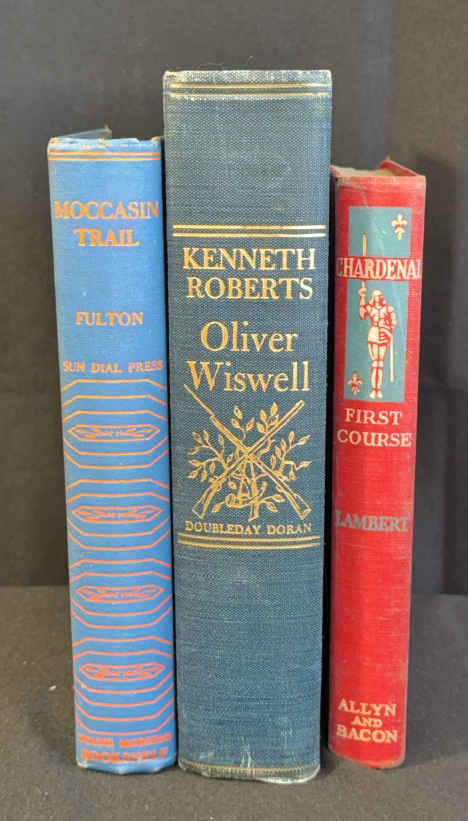 MOCCASIN
TRAIL
FULTON
SUN DIAL PRESS
KENNETH
ROBERTS
Oliver
Wiswell
DOUBLEDAY DORAN
CHARDENAL
FIRST
COURSE
LAMBERT
ALLYN
AND
BACON